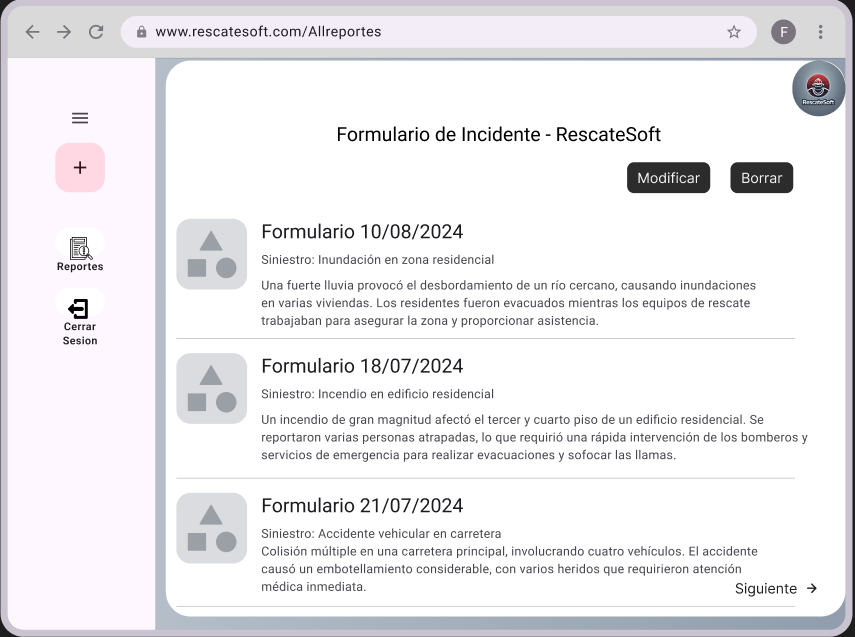 www.rescatesoft.com/Allreportes
F
RescateSoft
Formulario de Incidente - RescateSoft
+
Modificar
Borrar
Formulario 10/08/2024
Siniestro: Inundación en zona residencial
Una fuerte lluvia provocó el desbordamiento de un río cercano, causando inundaciones
en varias viviendas. Los residentes fueron evacuados mientras los equipos de rescate
trabajaban para asegurar la zona y proporcionar asistencia.
Reportes
Cerrar
Sesion
Formulario 18/07/2024
Siniestro: Incendio en edificio residencial
Un incendio de gran magnitud afectó el tercer y cuarto piso de un edificio residencial. Se
reportaron varias personas atrapadas, lo que requirió una rápida intervención de los bomberos y
servicios de emergencia para realizar evacuaciones y sofocar las llamas.
Formulario 21/07/2024
Siniestro: Accidente vehicular en carretera
Colisión múltiple en una carretera principal, involucrando cuatro vehículos. El accidente
causó un embotellamiento considerable, con varios heridos que requirieron atención
médica inmediata.
Siguiente →